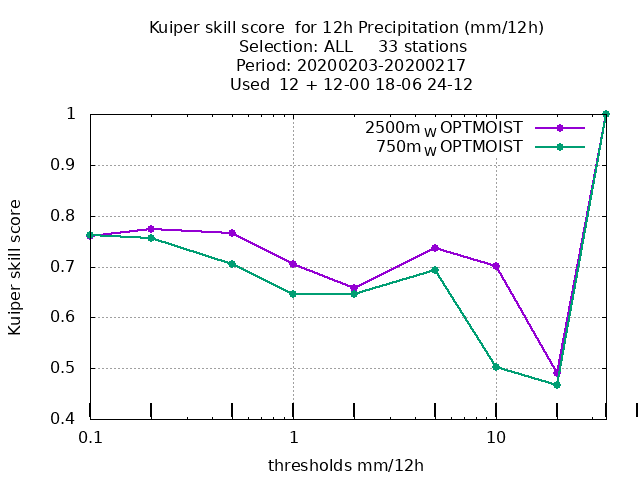 Kuiper skill score  for 12h Precipitation (mm/12h)
Selection: ALL     33 stations
Period: 20200203-20200217
Used  12 + 12-00 18-06 24-12
2500m_W OPTMOIST
750m_W OPTMOIST
1
0.9
0.8
0.7
0.6
0.5
0.4
Kuiper skill score
0.1
1
10
thresholds mm/12h